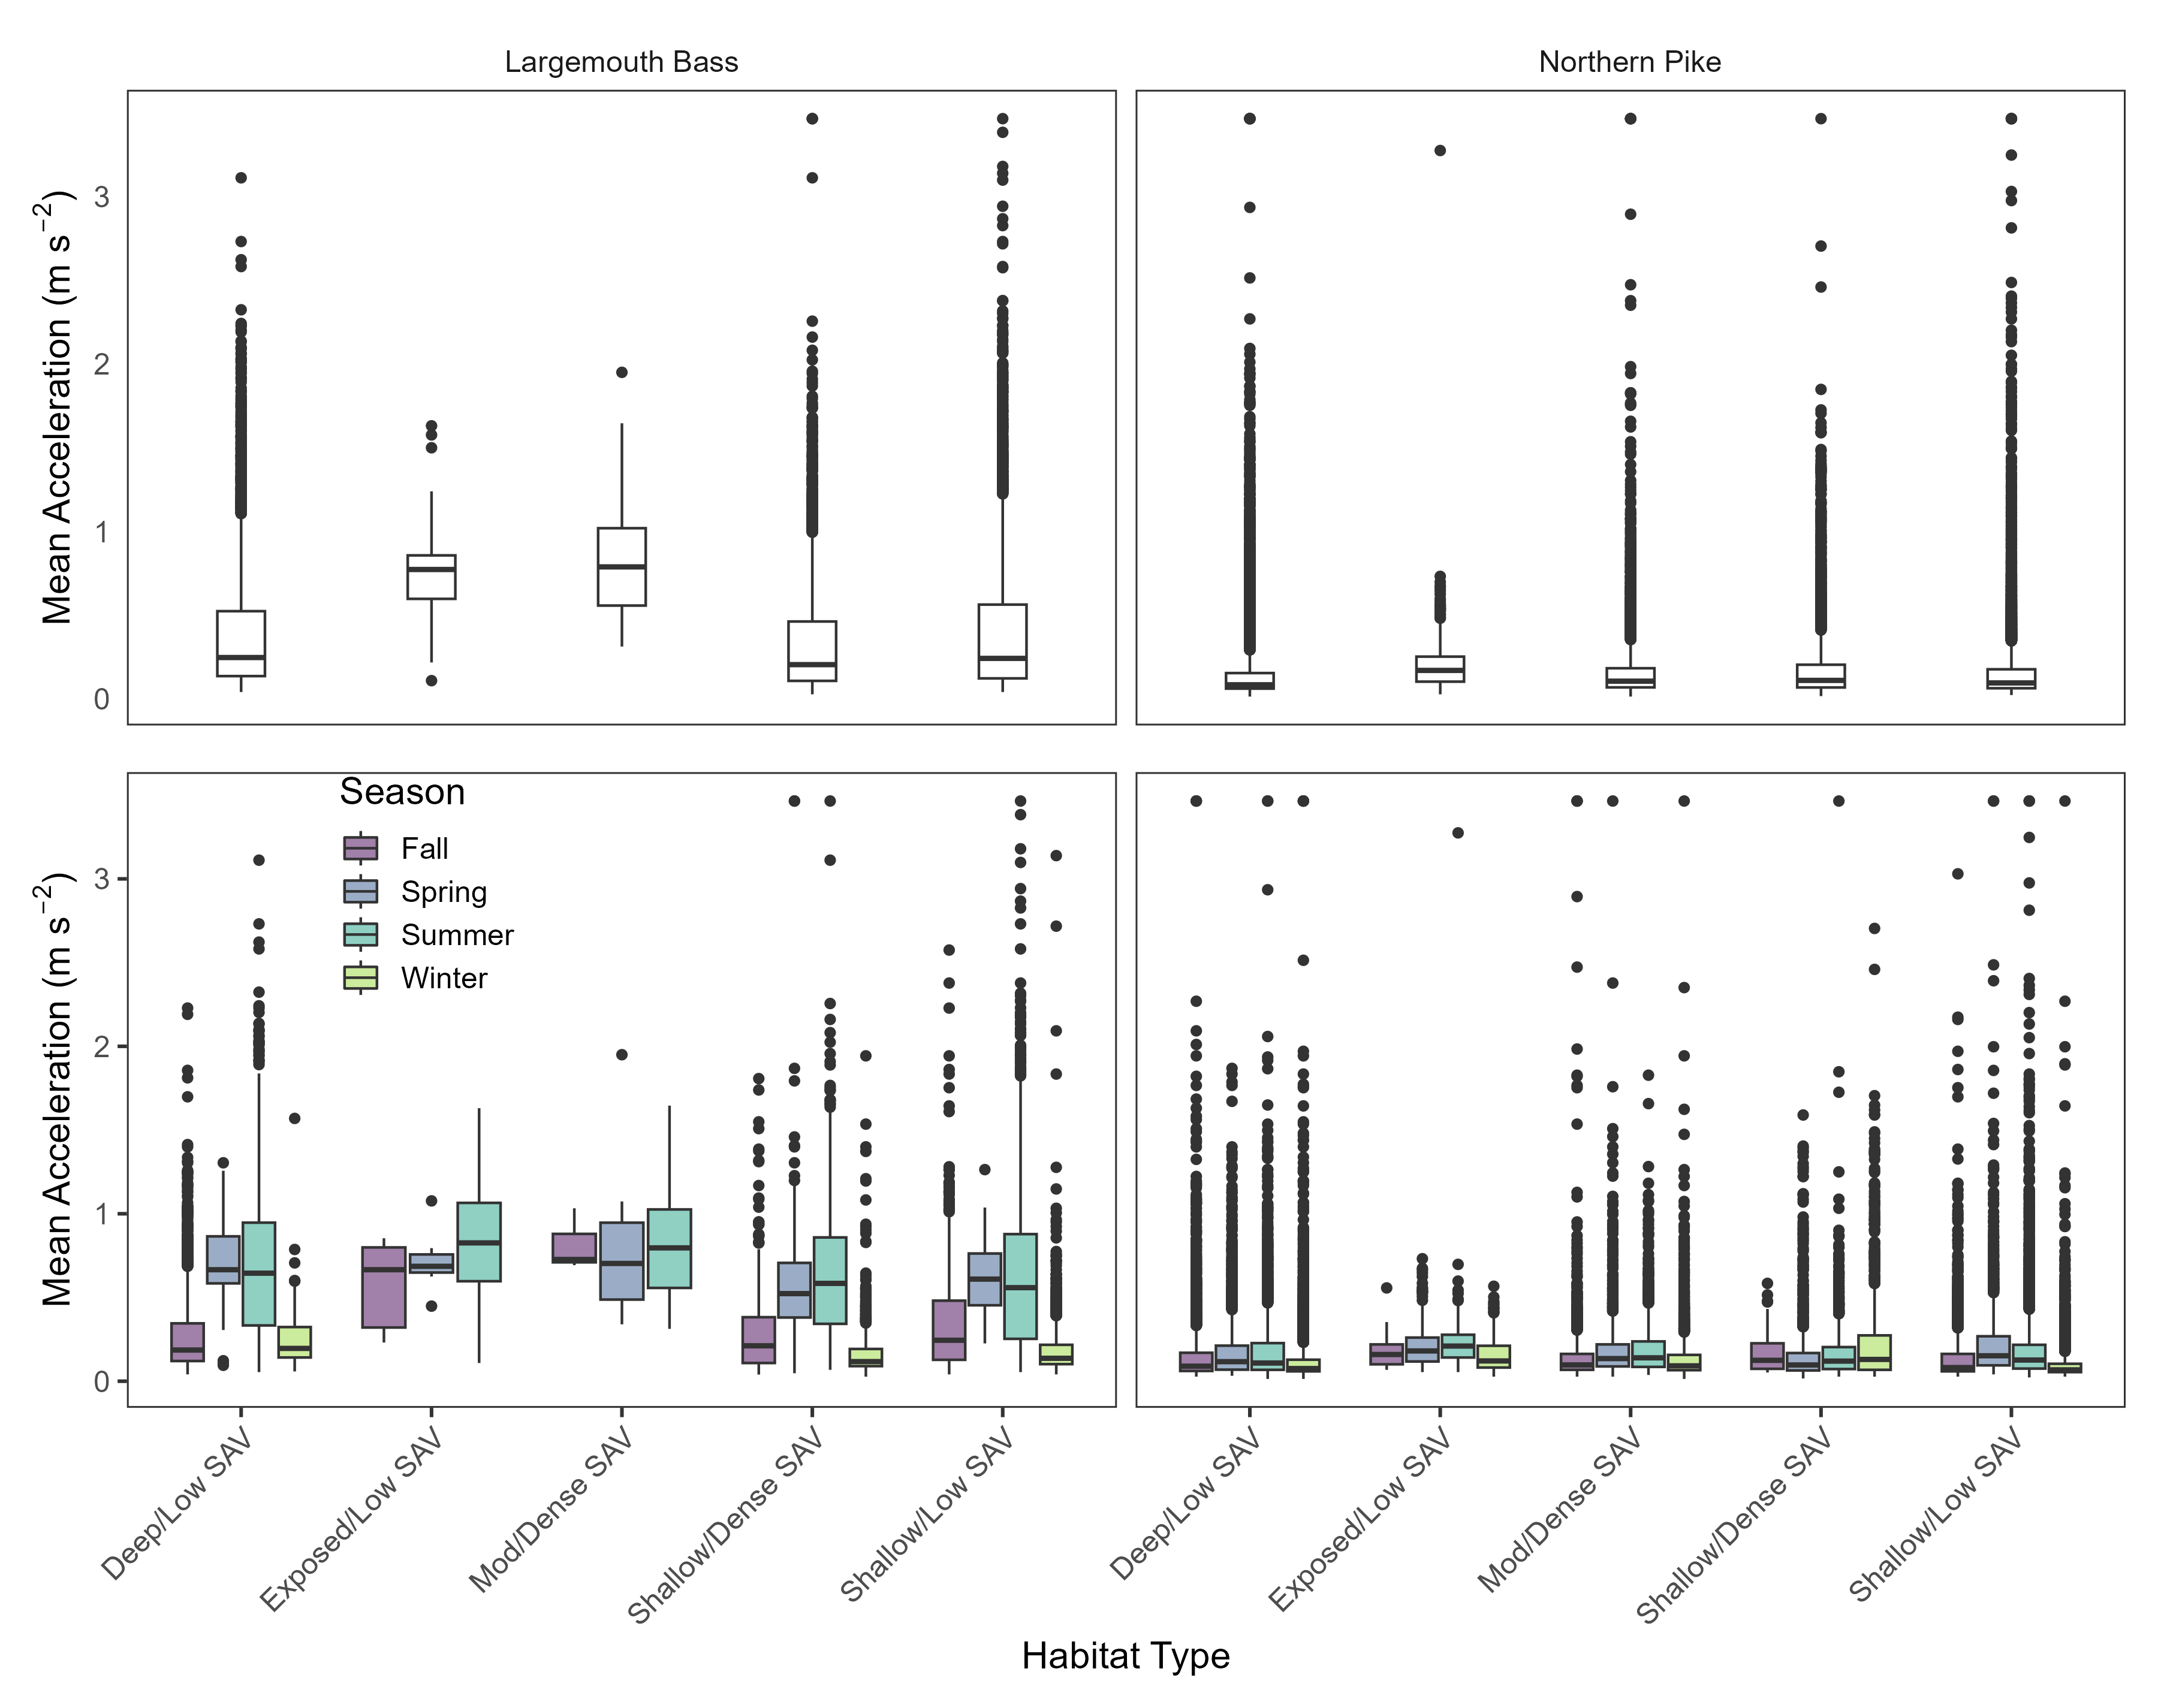 Largemouth Bass
Northern Pike
Mean Acceleration (m s⁻²)
3
2
1
0
Mean Acceleration (m s⁻²)
3
2
1
0
Season
Fall
Spring
Summer
Winter
Deep/Low SAV
Exposed/Low SAV
Mod/Dense SAV
Shallow/Dense SAV
Shallow/Low SAV
Deep/Low SAV
Exposed/Low SAV
Mod/Dense SAV
Shallow/Dense SAV
Shallow/Low SAV
Habitat Type